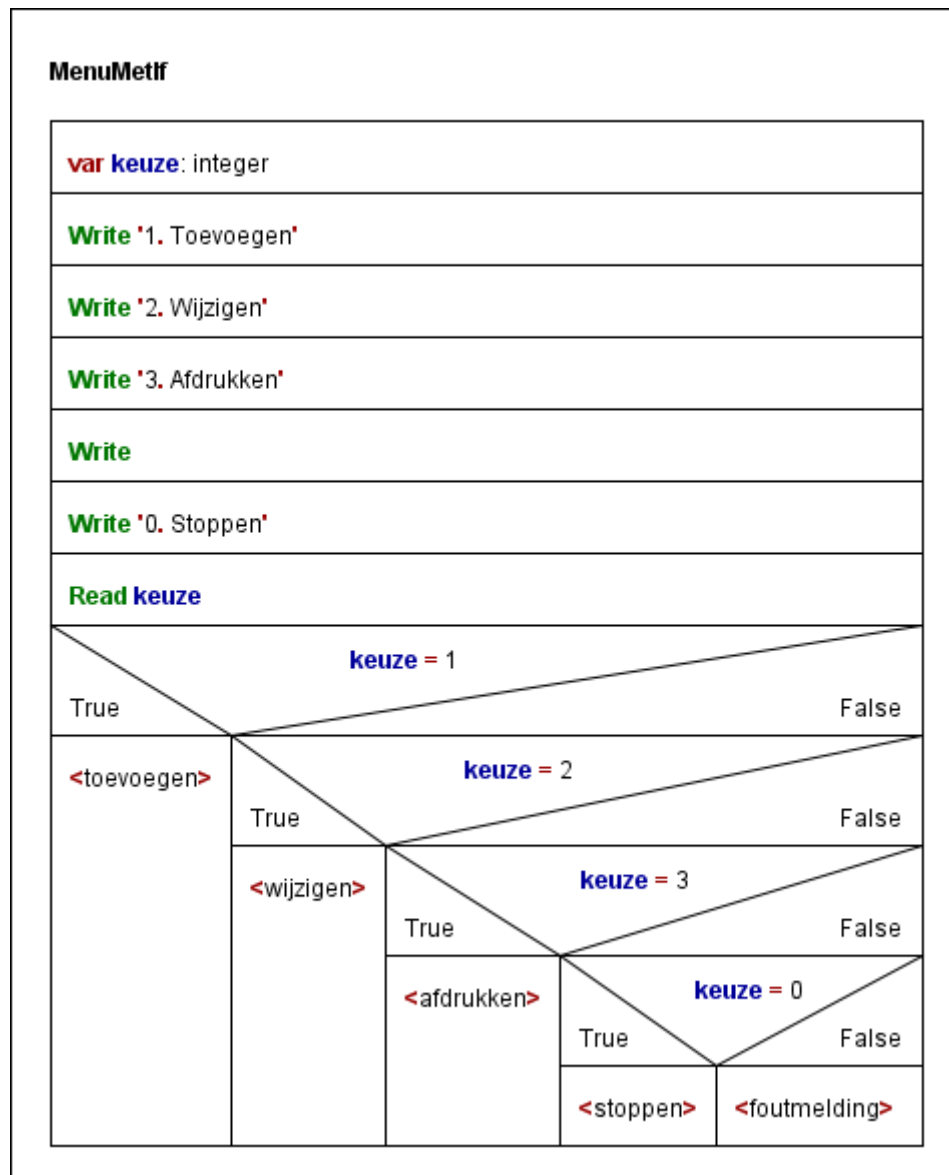 MenuMetIf
var keuze: integer
Write '1. Toevoegen'
Write '2. Wijzigen'
Write '3. Afdrukken'
Write
Write '0. Stoppen'
Read keuze
keuze = 1
True
False
<toevoegen>
keuze = 2
True
False
<wijzigen>
keuze = 3
True
False
<afdrukken>
keuze = 0
True
False
<stoppen>
<foutmelding>